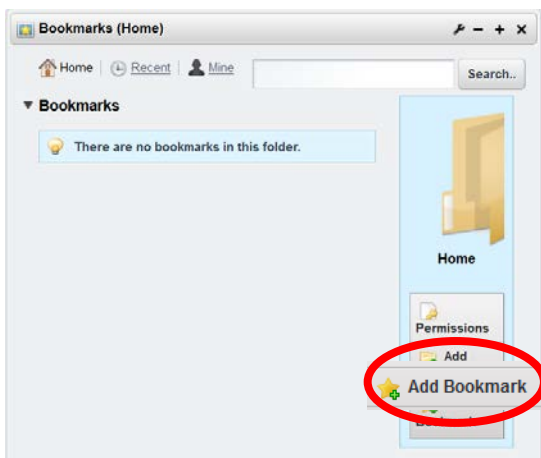 Bookmarks (Home)
Home | Recent | Mine
Search..
Bookmarks
There are no bookmarks in this folder.
Home
Permissions
Add
Add Bookmark